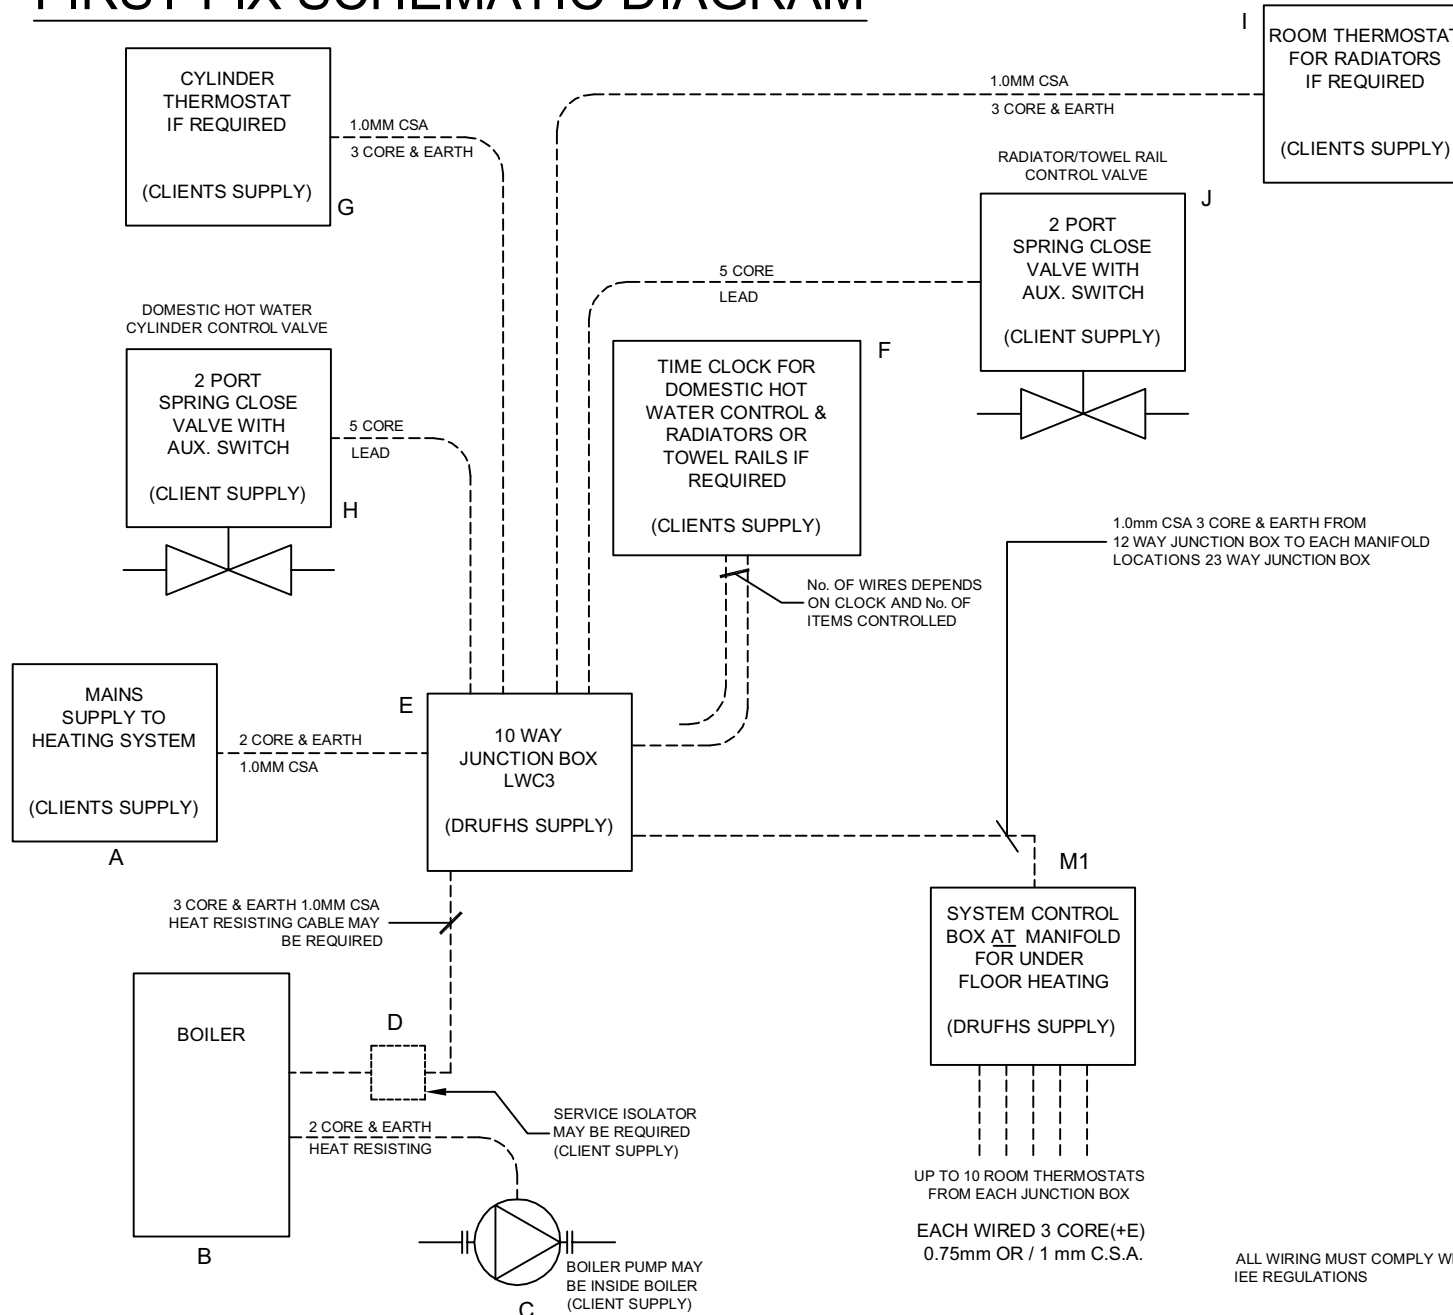 FIRST FIX SCHEMATIC DIAGRAM
CYLINDER
THERMOSTAT
IF REQUIRED
(CLIENTS SUPPLY)
G
1.0MM CSA
3 CORE & EARTH
1.0MM CSA
3 CORE & EARTH
I
ROOM THERMOSTAT
FOR RADIATORS
IF REQUIRED
(CLIENTS SUPPLY)
RADIATOR/TOWEL RAIL
CONTROL VALVE
J
2 PORT
SPRING CLOSE
VALVE WITH
AUX. SWITCH
(CLIENT SUPPLY)
5 CORE
LEAD
DOMESTIC HOT WATER
CYLINDER CONTROL VALVE
2 PORT
SPRING CLOSE
VALVE WITH
AUX. SWITCH
(CLIENT SUPPLY)
H
5 CORE
LEAD
F
TIME CLOCK FOR
DOMESTIC HOT
WATER CONTROL &
RADIATORS OR
TOWEL RAILS IF
REQUIRED
(CLIENTS SUPPLY)
No. OF WIRES DEPENDS
ON CLOCK AND No. OF
ITEMS CONTROLLED
1.0mm CSA 3 CORE & EARTH FROM
12 WAY JUNCTION BOX TO EACH MANIFOLD
LOCATIONS 23 WAY JUNCTION BOX
MAINS
SUPPLY TO
HEATING SYSTEM
(CLIENTS SUPPLY)
A
2 CORE & EARTH
1.0MM CSA
E
10 WAY
JUNCTION BOX
LWC3
(DRUFHS SUPPLY)
M1
SYSTEM CONTROL
BOX AT MANIFOLD
FOR UNDER
FLOOR HEATING
(DRUFHS SUPPLY)
3 CORE & EARTH 1.0MM CSA
HEAT RESISTING CABLE MAY
BE REQUIRED
BOILER
B
D
SERVICE ISOLATOR
MAY BE REQUIRED
(CLIENT SUPPLY)
2 CORE & EARTH
HEAT RESISTING
BOILER PUMP MAY
BE INSIDE BOILER
(CLIENT SUPPLY)
C
UP TO 10 ROOM THERMOSTATS
FROM EACH JUNCTION BOX
EACH WIRED 3 CORE(+E)
0.75mm OR / 1 mm C.S.A.
ALL WIRING MUST COMPLY
IEE REGULATIONS